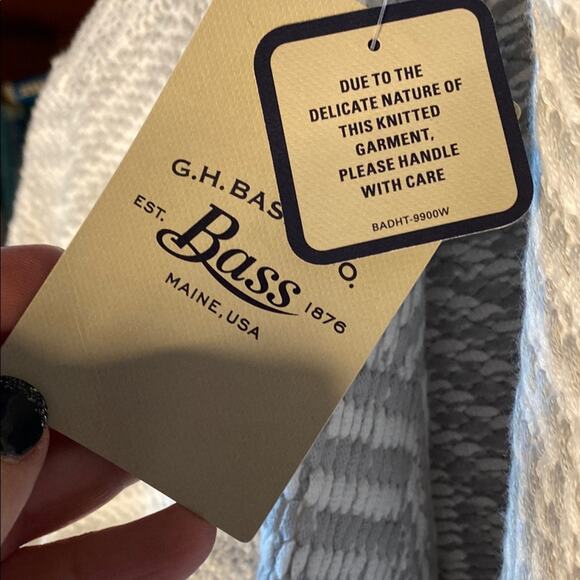 DUE TO THE
DELICATE NATURE OF
THIS KNITTED
GARMENT,
PLEASE HANDLE
WITH CARE
BADHT-9900W
G.H.BAS O.
EST. Bass 1876
MAINE, USA